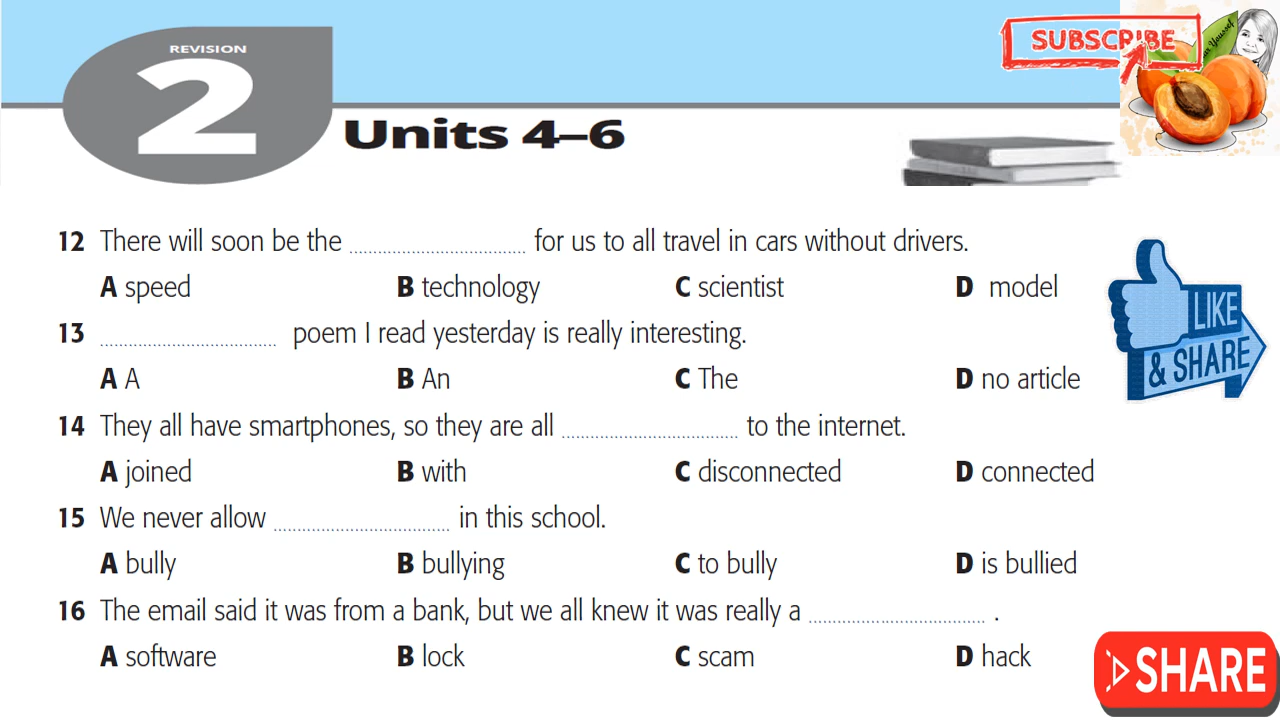 REVISION
2
Units 4–6
SUBSCRIBE
12 There will soon be the .............................. for us to all travel in cars without drivers.
A speed B technology C scientist D model
13 .............................. poem I read yesterday is really interesting.
A A B An C The D no article
14 They all have smartphones, so they are all .............................. to the internet.
A joined B with C disconnected D connected
15 We never allow .............................. in this school.
A bully B bullying C to bully D is bullied
16 The email said it was from a bank, but we all knew it was really a .............................. .
A software B lock C scam D hack
LIKE
& SHARE
SHARE